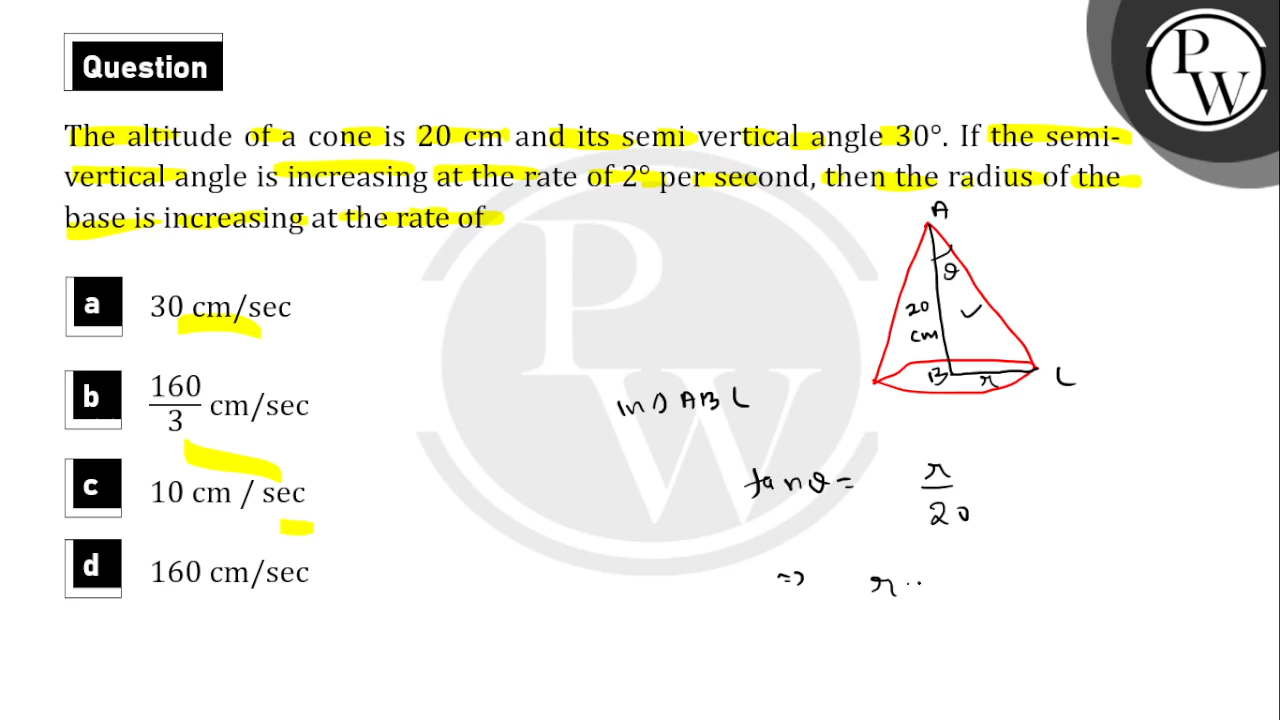 Question
PW
The altitude of a cone is 20 cm and its semi vertical angle 30°. If the semi-
vertical angle is increasing at the rate of 2° per second, then the radius of the
base is increasing at the rate of
a 30 cm/sec
b 160/3 cm/sec
c 10 cm / sec
d 160 cm/sec
PW
A
θ
20
cm
B r C
In Δ ABC
tanθ = r/20
⇒ r